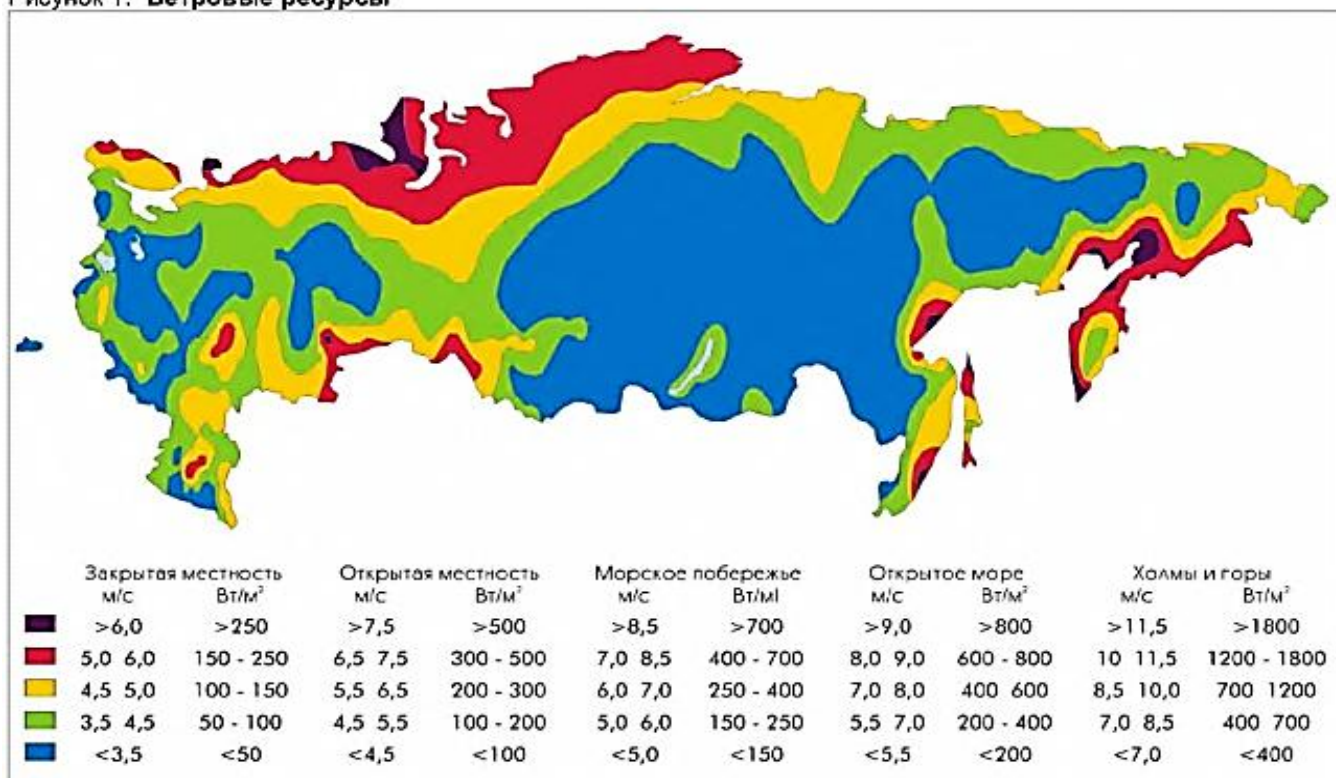 Рисунок 1. Ветровые ресурсы
Закрытая местность Открытая местность Морское побережье Открытое море Холмы и горы
м/с Вт/м² м/с Вт/м² м/с Вт/мl м/с Вт/м² м/с Вт/м²
>6,0 >250 >7,5 >500 >8,5 >700 >9,0 >800 >11,5 >1800
5,0 6,0 150 - 250 6,5 7,5 300 - 500 7,0 8,5 400 - 700 8,0 9,0 600 - 800 10 11,5 1200 - 1800
4,5 5,0 100 - 150 5,5 6,5 200 - 300 6,0 7,0 250 - 400 7,0 8,0 400 600 8,5 10,0 700 1200
3,5 4,5 50 - 100 4,5 5,5 100 - 200 5,0 6,0 150 - 250 5,5 7,0 200 - 400 7,0 8,5 400 700
<3,5 <50 <4,5 <100 <5,0 <150 <5,5 <200 <7,0 <400